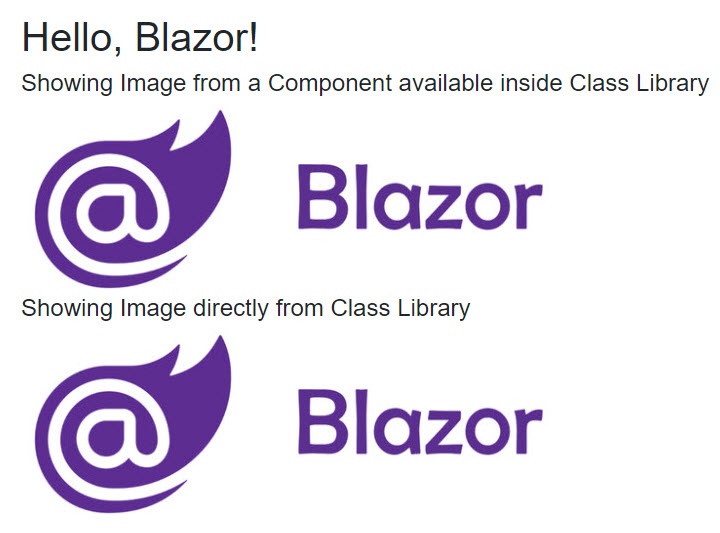 Hello, Blazor!
Showing Image from a Component available inside Class Library
@ Blazor
Showing Image directly from Class Library
@ Blazor